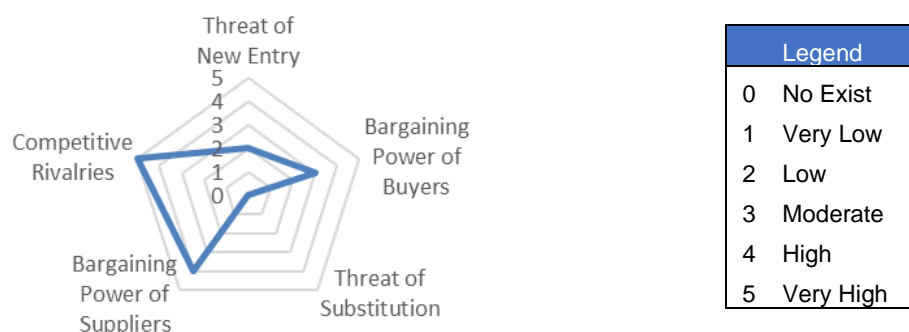 Threat of
New Entry
5
4
3
2
1
0
Bargaining
Power of
Buyers
Threat of
Substitution
Bargaining
Power of
Suppliers
Competitive
Rivalries
Legend
0 No Exist
1 Very Low
2 Low
3 Moderate
4 High
5 Very High